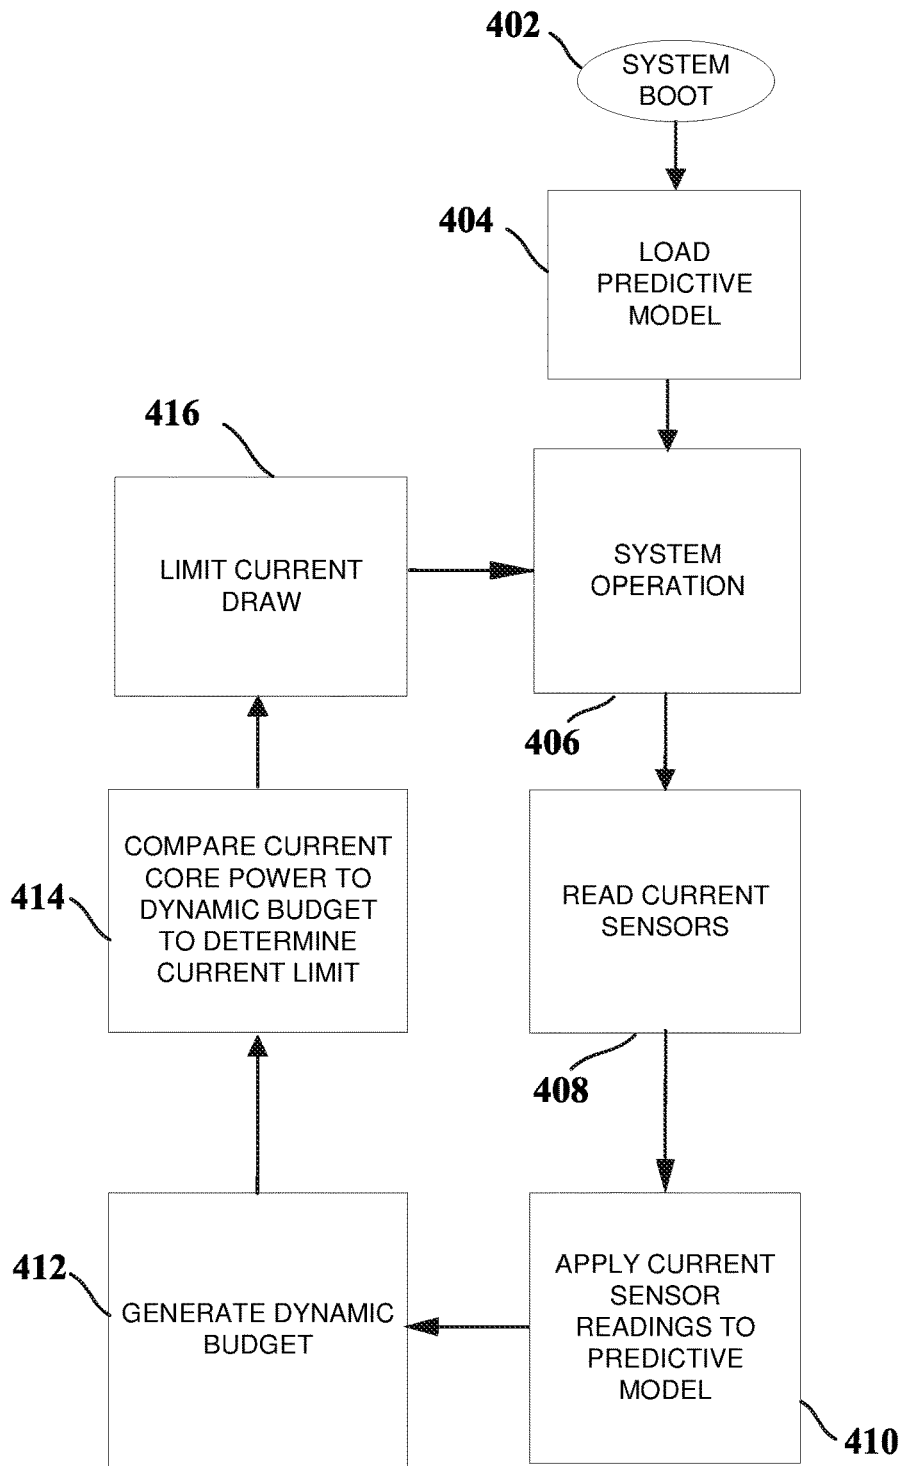 402
SYSTEM
BOOT
404
LOAD
PREDICTIVE
MODEL
416
LIMIT CURRENT
DRAW
SYSTEM
OPERATION
406
414
COMPARE CURRENT
CORE POWER TO
DYNAMIC BUDGET
TO DETERMINE
CURRENT LIMIT
READ CURRENT
SENSORS
408
412
GENERATE DYNAMIC
BUDGET
APPLY CURRENT
SENSOR
READINGS TO
PREDICTIVE
MODEL
410